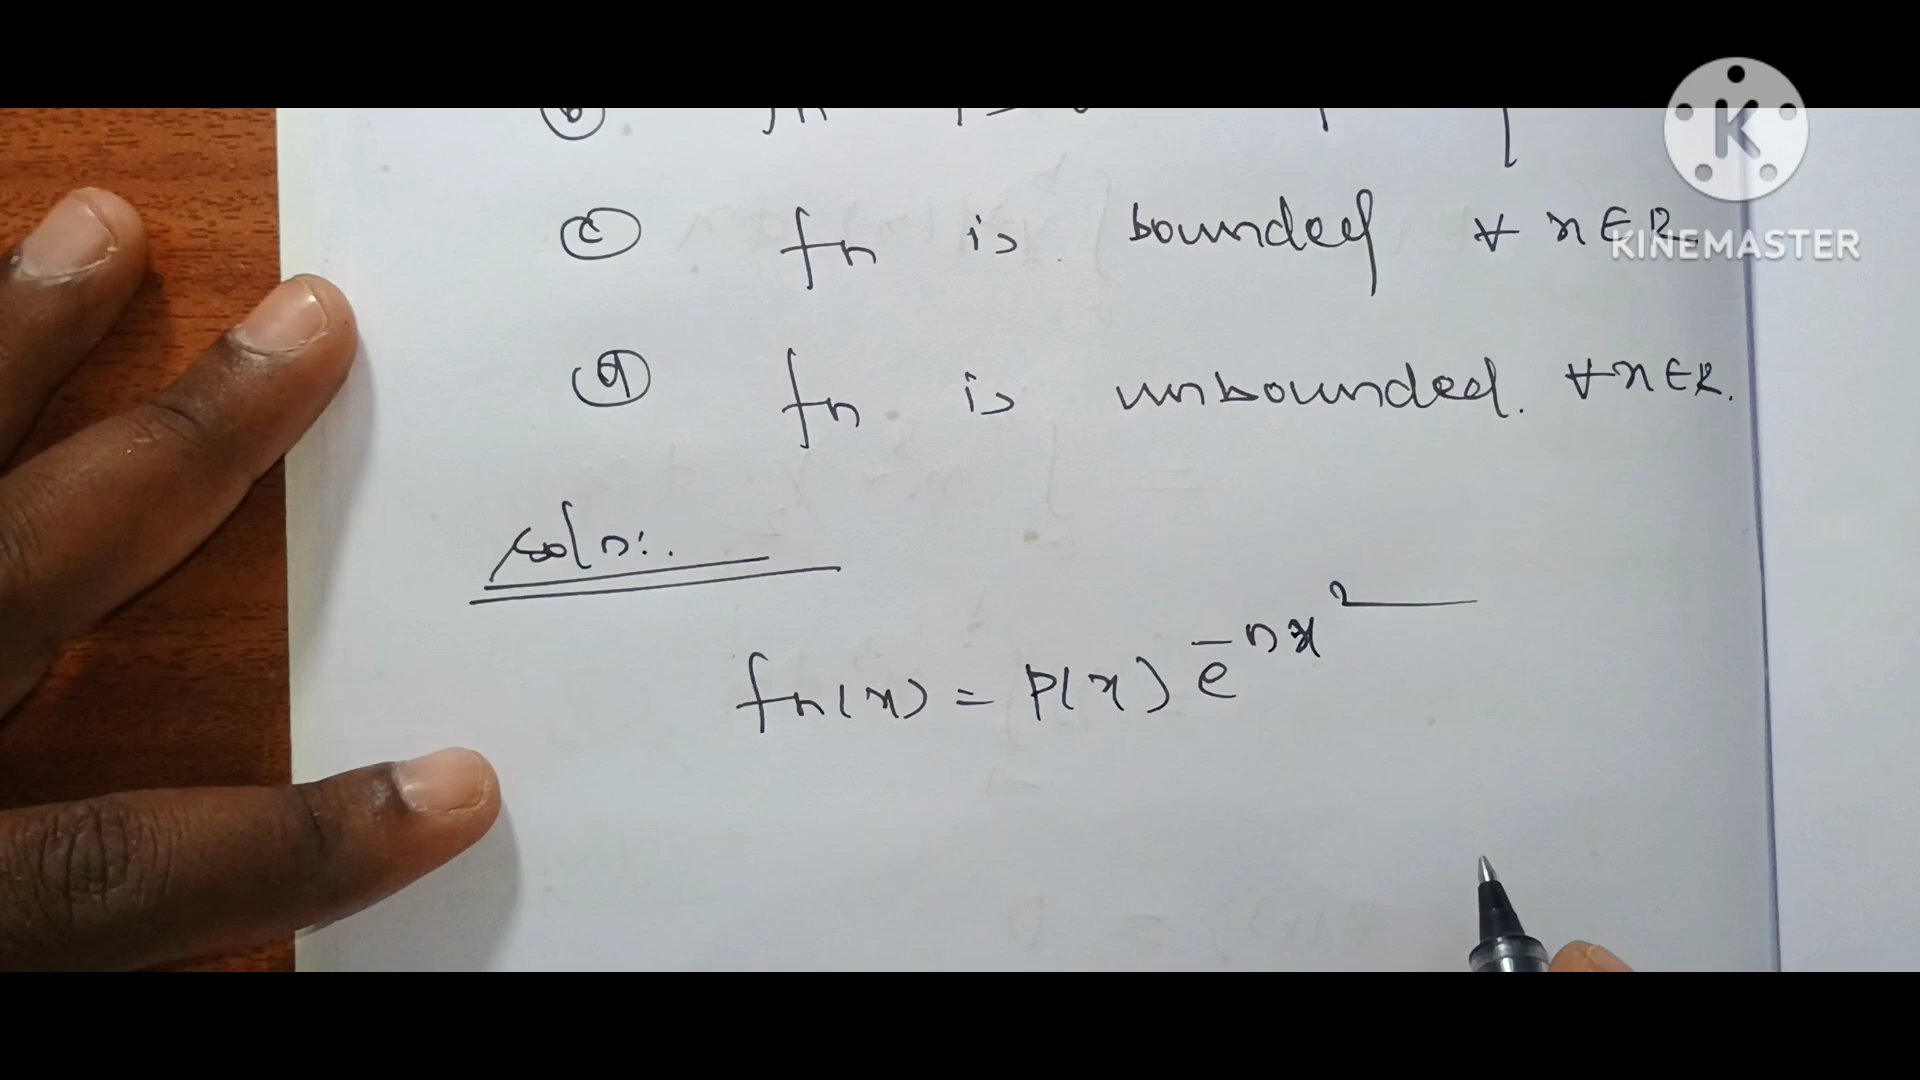 K
KINEMASTER
ⓒ fn is bounded ∀ x∈R
ⓓ fn is unbounded. ∀x∈R.
soln:.
fn(x) = p(x) e^-nx^2